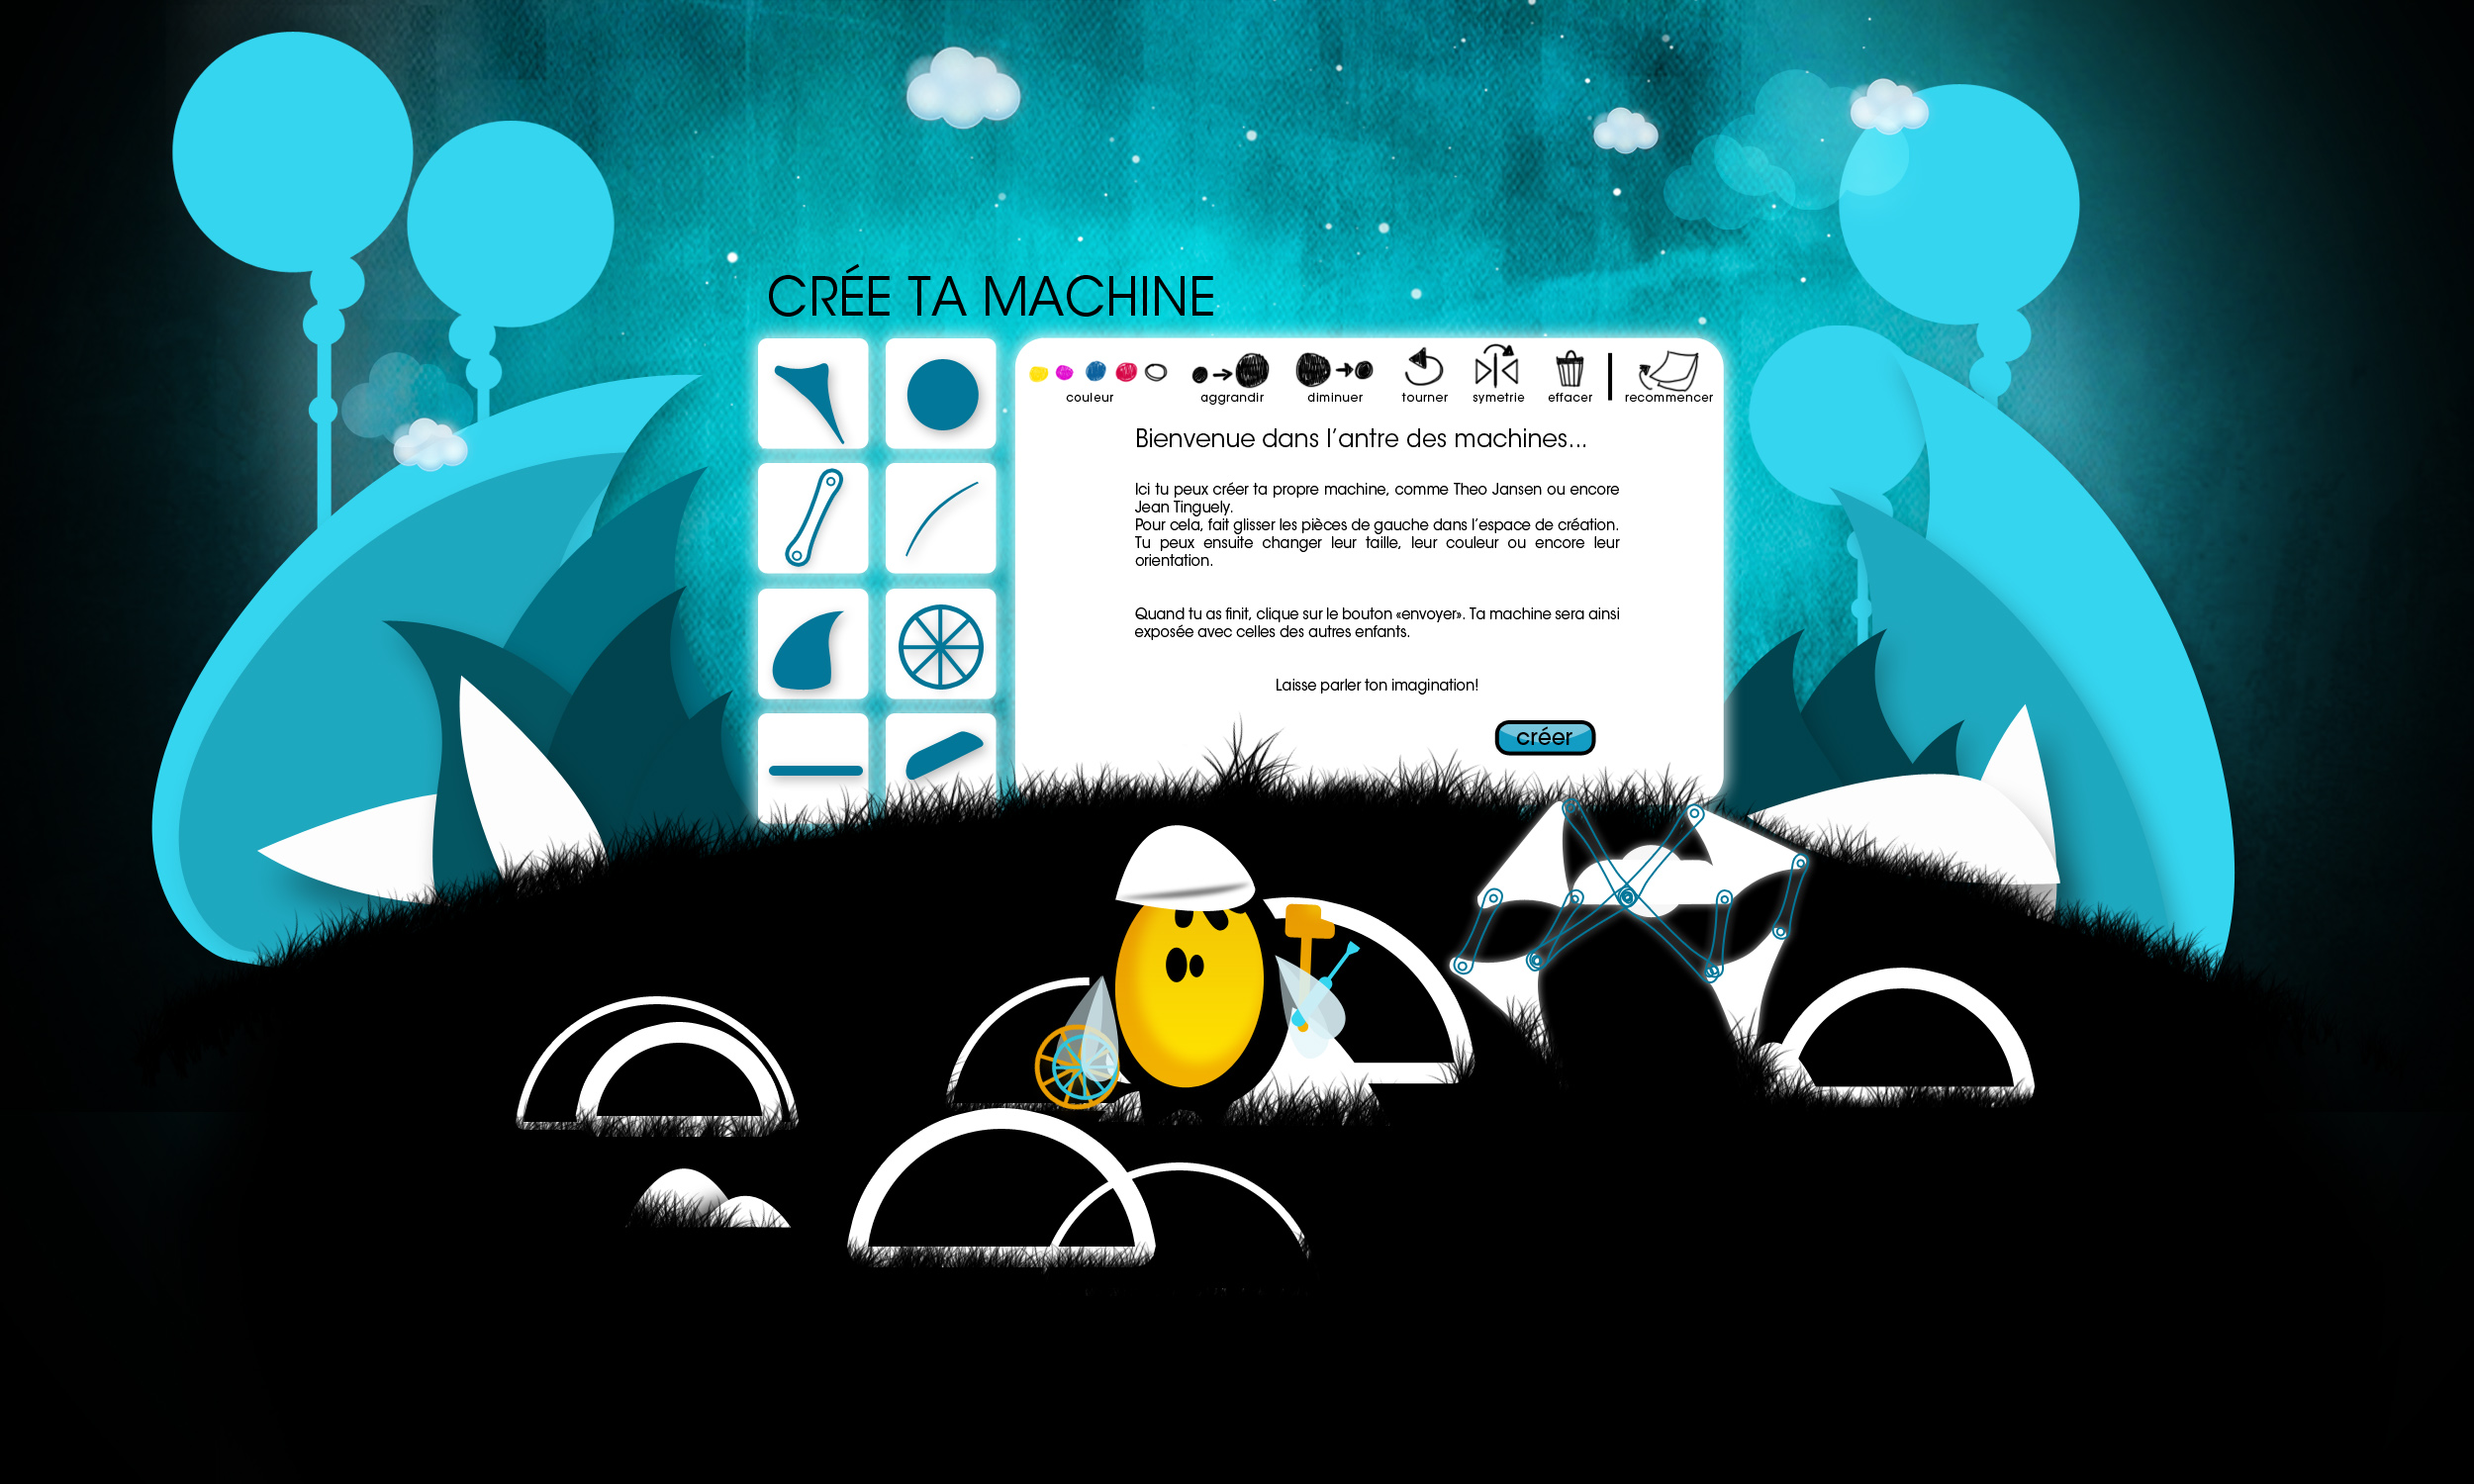 CRÉE TA MACHINE
couleur aggrandir diminuer tourner symetrie effacer recommencer
Bienvenue dans l'antre des machines...
Ici tu peux créer ta propre machine, comme Theo Jansen ou encore
Jean Tinguely.
Pour cela, fait glisser les pièces de gauche dans l'espace de création.
Tu peux ensuite changer leur taille, leur couleur ou encore leur
orientation.
Quand tu as finit, clique sur le bouton «envoyer». Ta machine sera ainsi
exposée avec celles des autres enfants.
Laisse parler ton imagination!
créer